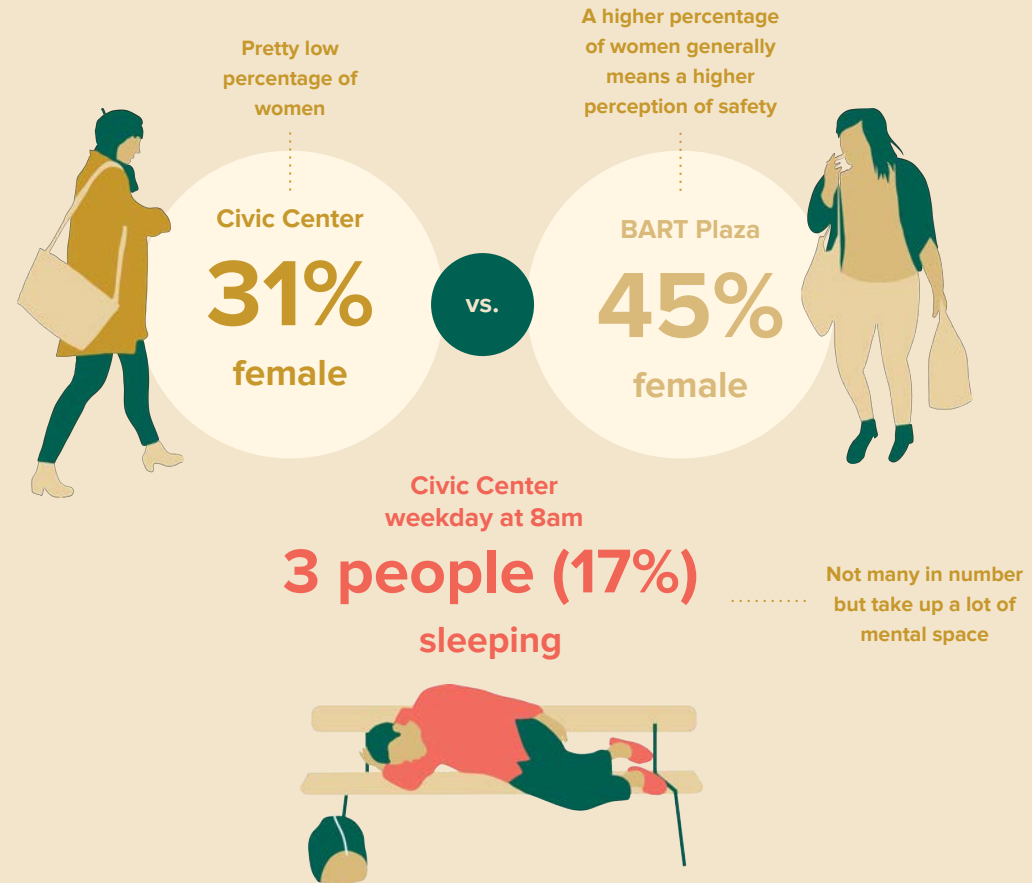 Pretty low
percentage of
women
A higher percentage
of women generally
means a higher
perception of safety
Civic Center
31%
female
vs.
BART Plaza
45%
female
Civic Center
weekday at 8am
3 people (17%)
sleeping
Not many in number
but take up a lot of
mental space